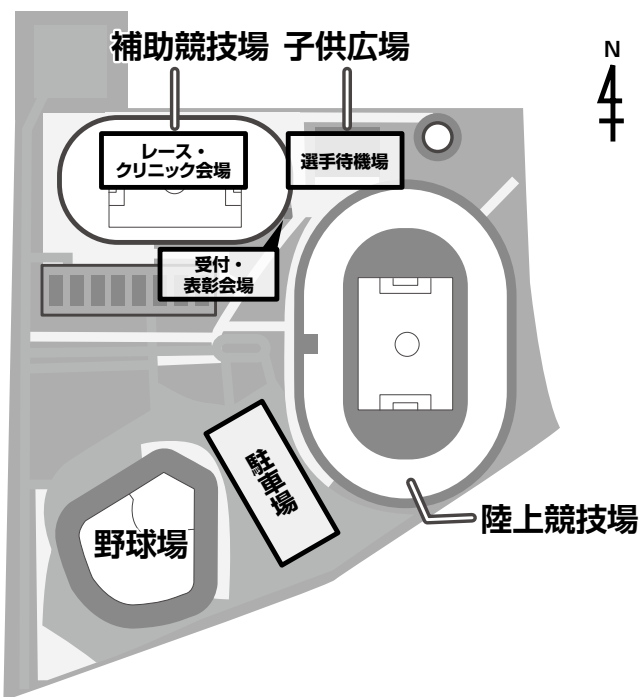 補助競技場
子供広場
N
レース・
クリニック会場
選手待機場
受付・
表彰会場
駐車場
野球場
陸上競技場